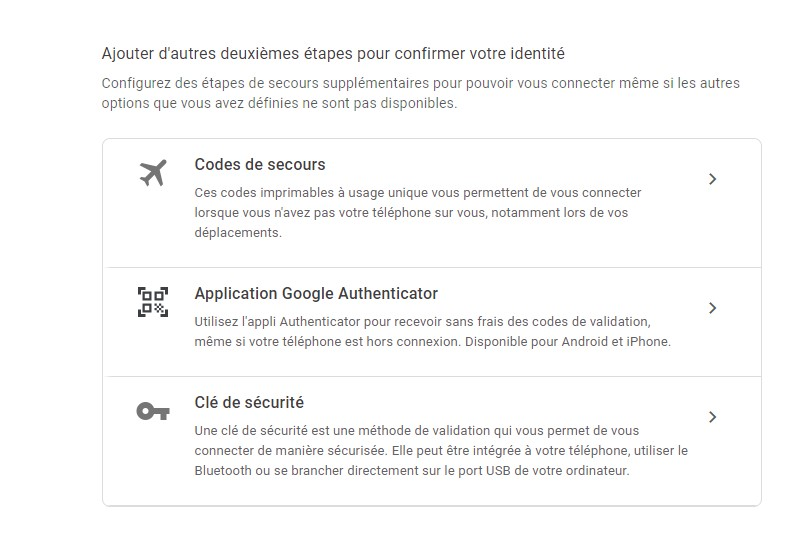 Ajouter d'autres deuxièmes étapes pour confirmer votre identité
Configurez des étapes de secours supplémentaires pour pouvoir vous connecter même si les autres
options que vous avez définies ne sont pas disponibles.
Codes de secours
Ces codes imprimables à usage unique vous permettent de vous connecter
lorsque vous n'avez pas votre téléphone sur vous, notamment lors de vos
déplacements.
Application Google Authenticator
Utilisez l'appli Authenticator pour recevoir sans frais des codes de validation,
même si votre téléphone est hors connexion. Disponible pour Android et iPhone.
Clé de sécurité
Une clé de sécurité est une méthode de validation qui vous permet de vous
connecter de manière sécurisée. Elle peut être intégrée à votre téléphone, utiliser le
Bluetooth ou se brancher directement sur le port USB de votre ordinateur.